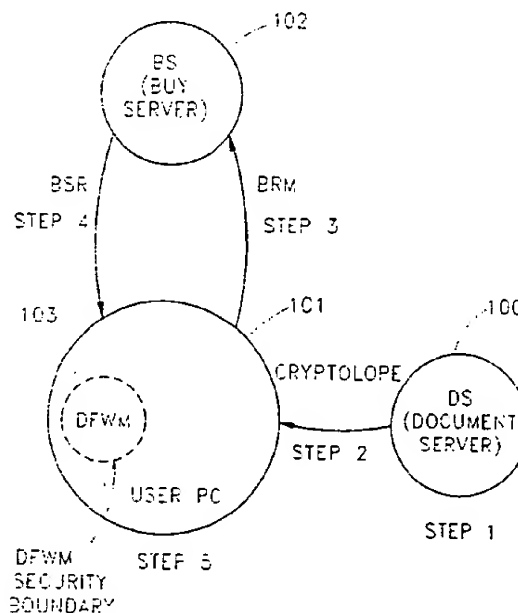 102
BS
(BUY
SERVER)
BSR
BRM
STEP 4
STEP 3
103
101
100
CRYPTOLOPE
DS
(DOCUMENT
SERVER)
DFWM
STEP 2
USER PC
STEP 1
STEP 5
DFWM
SECURITY
BOUNDARY